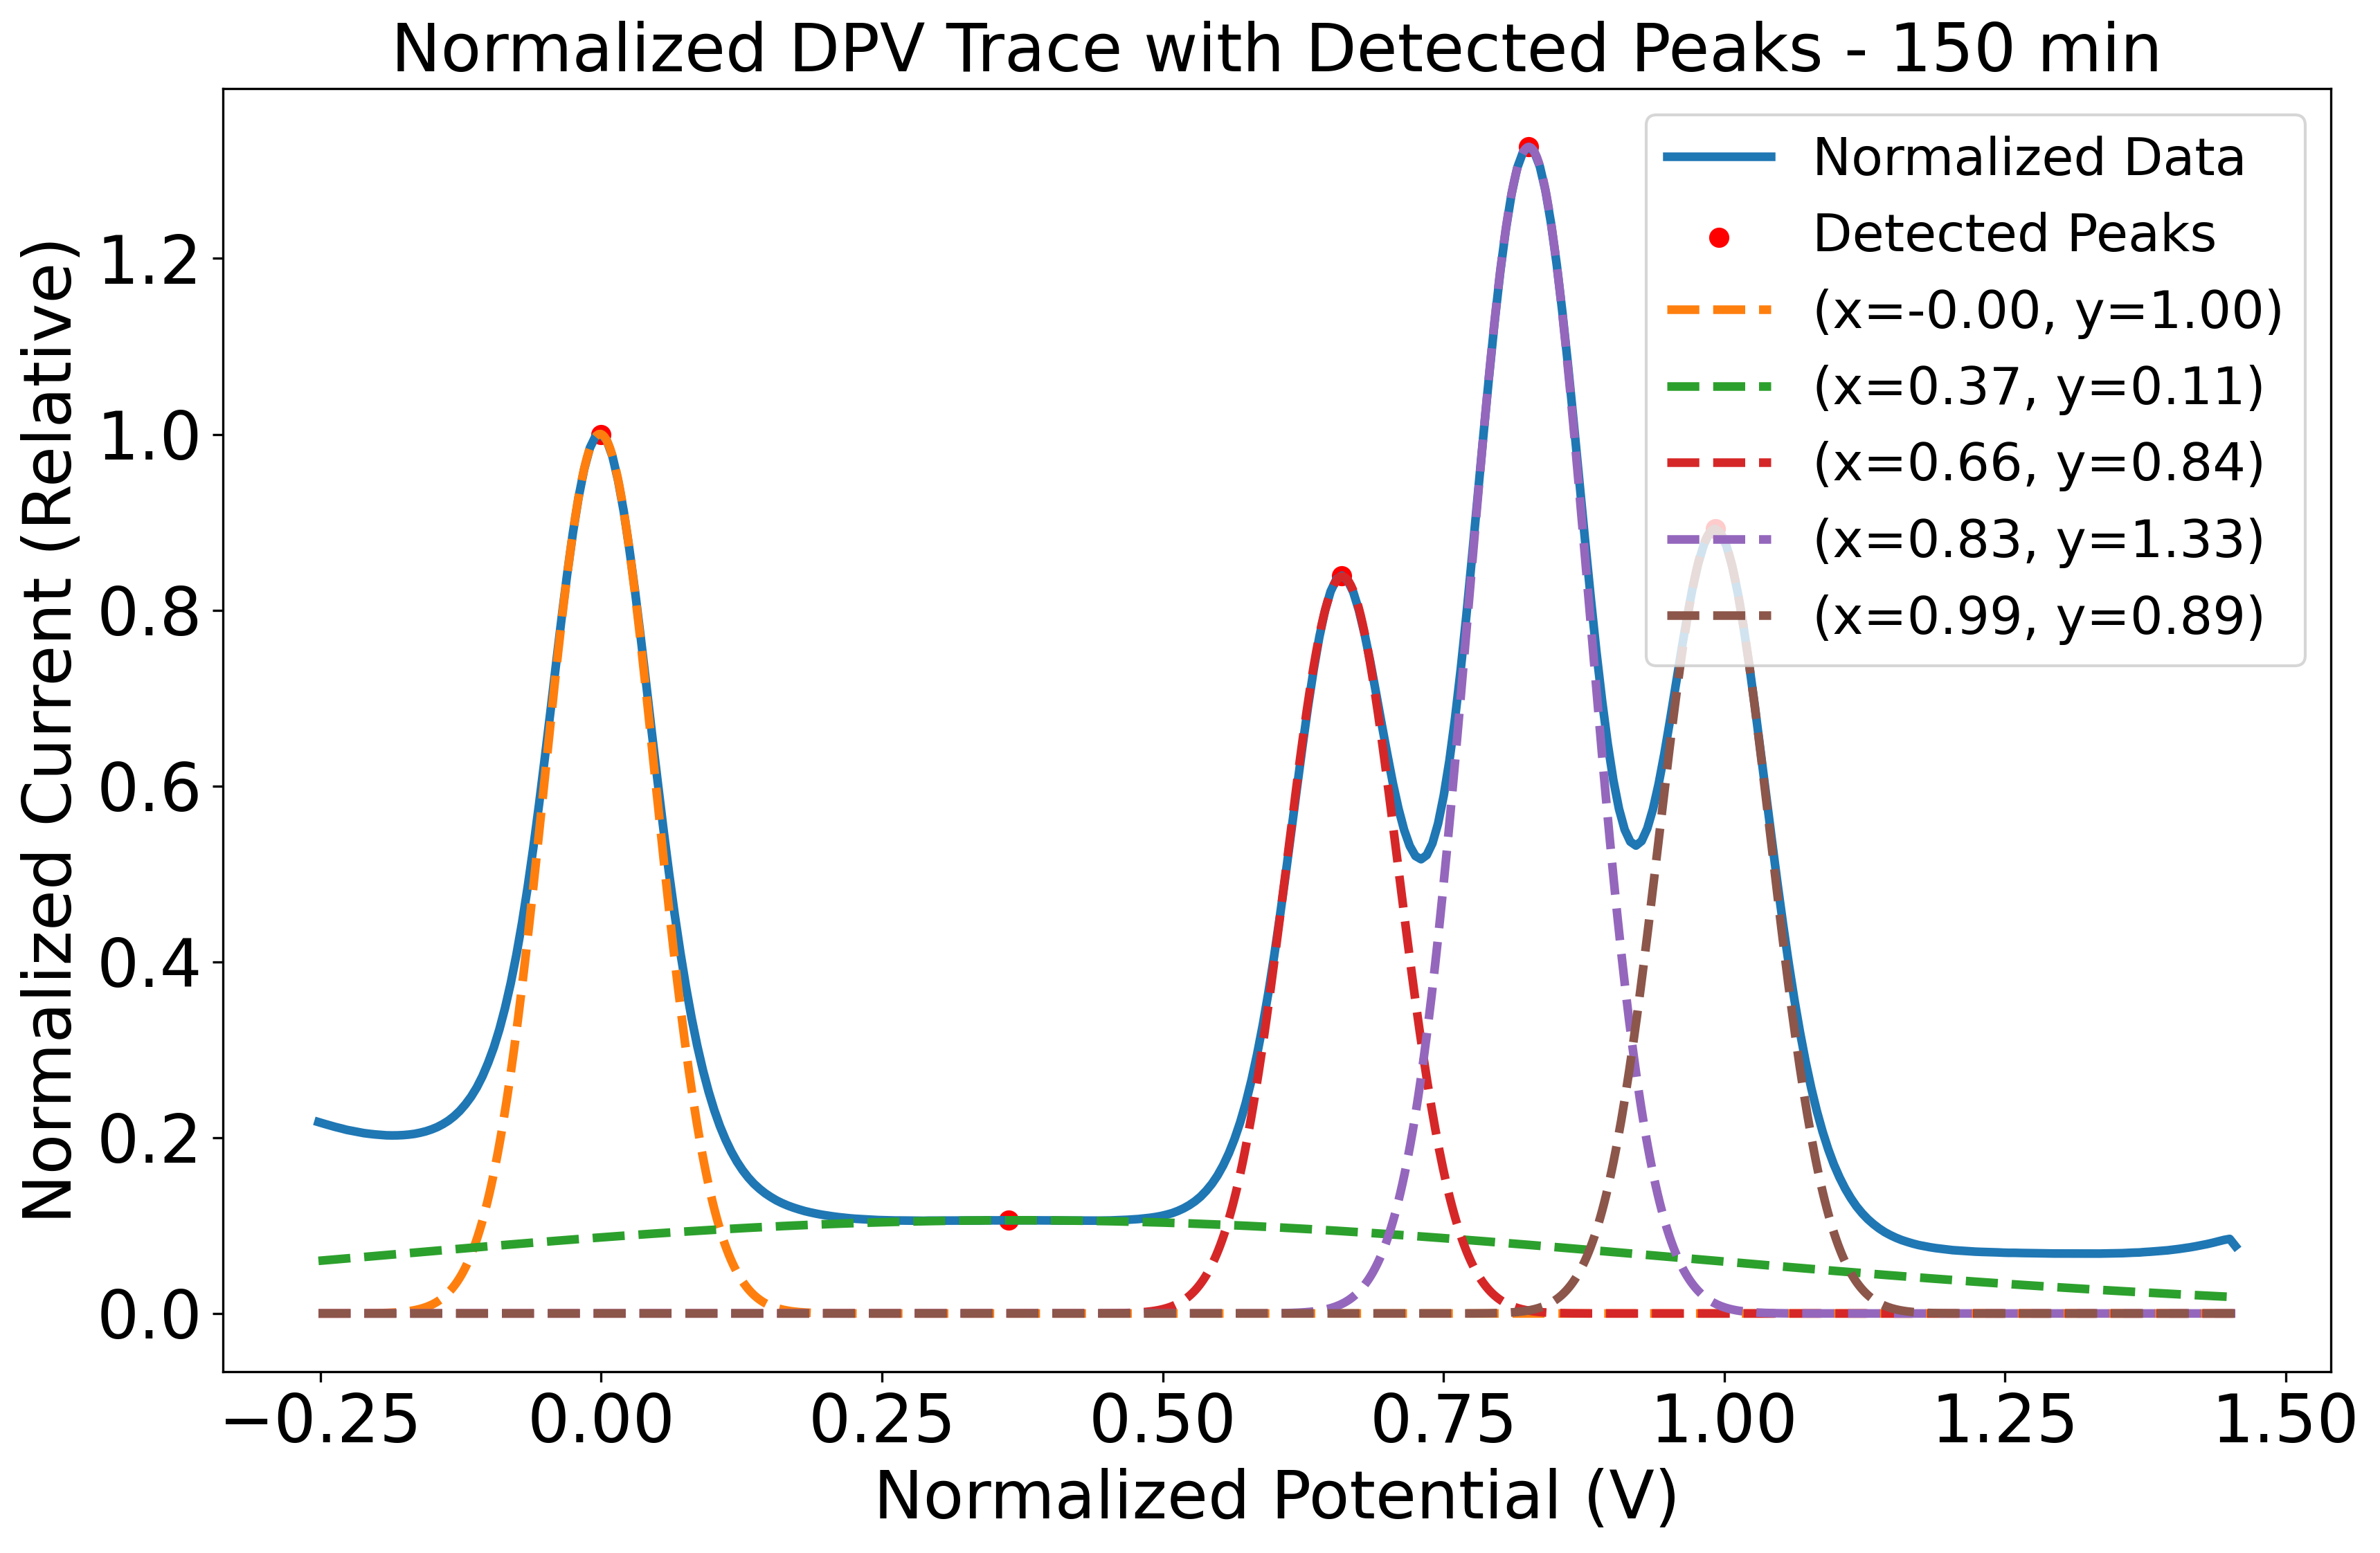 Normalized DPV Trace with Detected Peaks - 150 min
Normalized Current (Relative)
1.2
1.0
0.8
0.6
0.4
0.2
0.0
Normalized Data
Detected Peaks
(x=-0.00, y=1.00)
(x=0.37, y=0.11)
(x=0.66, y=0.84)
(x=0.83, y=1.33)
(x=0.99, y=0.89)
−0.25 0.00 0.25 0.50 0.75 1.00 1.25 1.50
Normalized Potential (V)